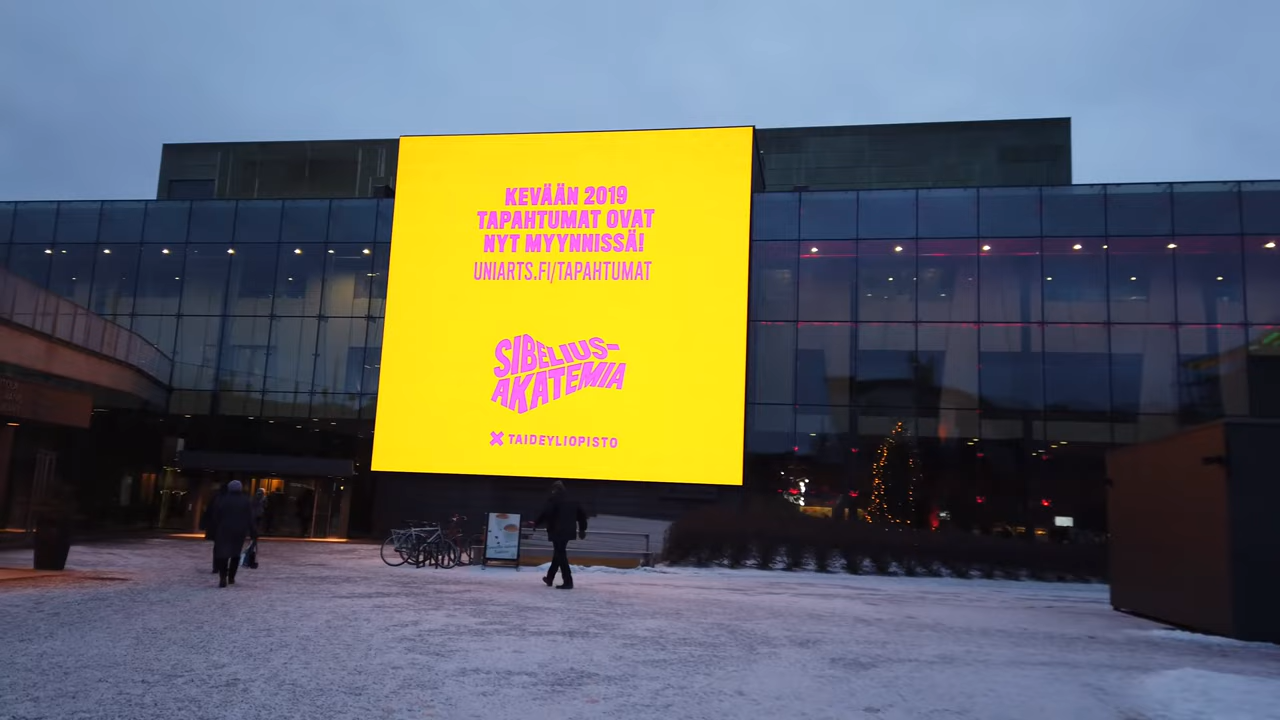 KEVÄÄN 2019
TAPAHTUMAT OVAT
NYT MYYNNISSÄ!
UNIARTS.FI/TAPAHTUMAT
SIBELIUS-
AKATEMIA
TAIDEYLIOPISTO